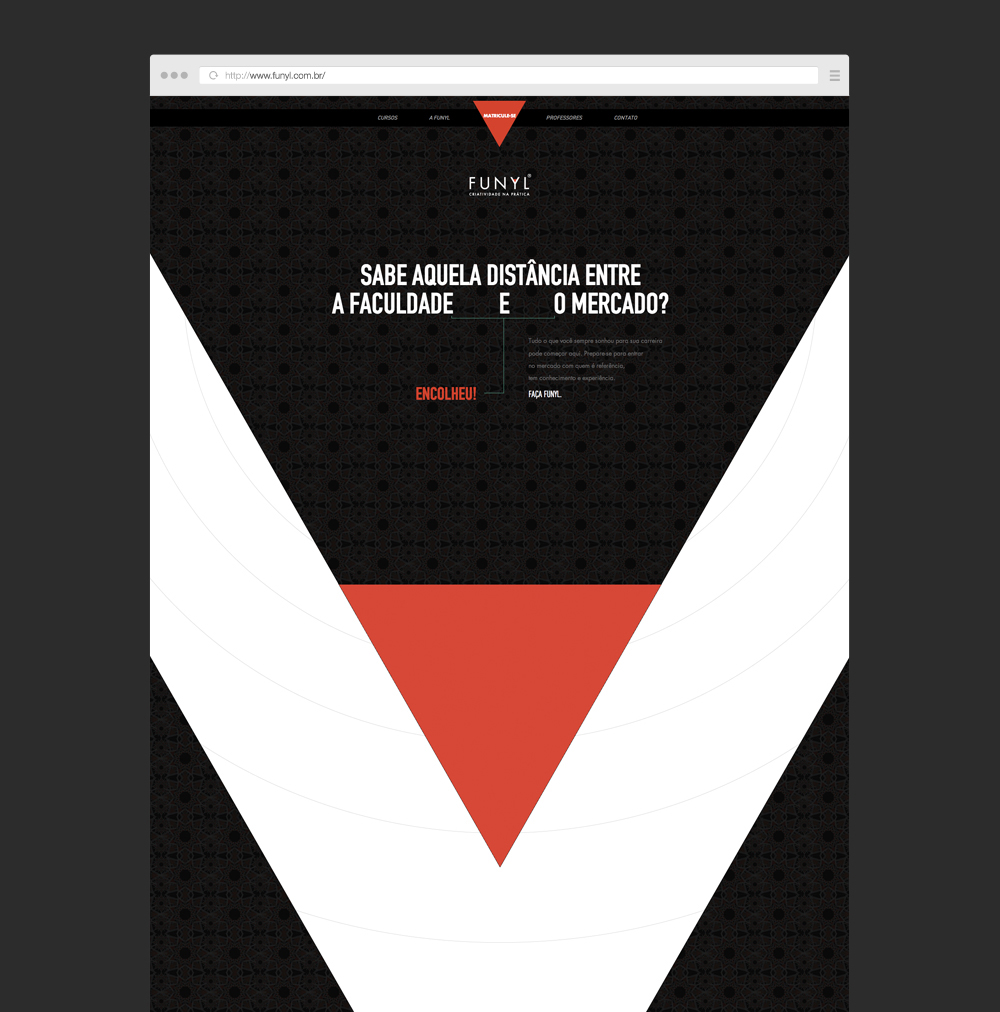 http://www.funyl.com.br/
CURSOS A FUNYL MATRICULE-SE PROFESSORES CONTATO
FUNYL®
CRIATIVIDADE NA PRÁTICA
SABE AQUELA DISTÂNCIA ENTRE
A FACULDADE E O MERCADO?
Tudo o que você sempre sonhou para sua carreira
pode começar aqui. Prepare-se para entrar
no mercado com quem é referência,
tem conhecimento e experiência.
ENCOLHEU!
FAÇA FUNYL.